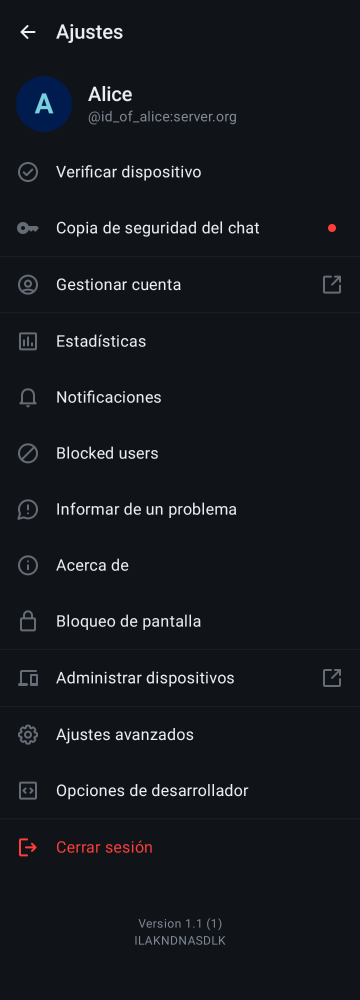 Ajustes
A
Alice
@id_of_alice:server.org
Verificar dispositivo
Copia de seguridad del chat
Gestionar cuenta
Estadísticas
Notificaciones
Blocked users
Informar de un problema
Acerca de
Bloqueo de pantalla
Administrar dispositivos
Ajustes avanzados
Opciones de desarrollador
Cerrar sesión
Version 1.1 (1)
ILAKNDNASDLK